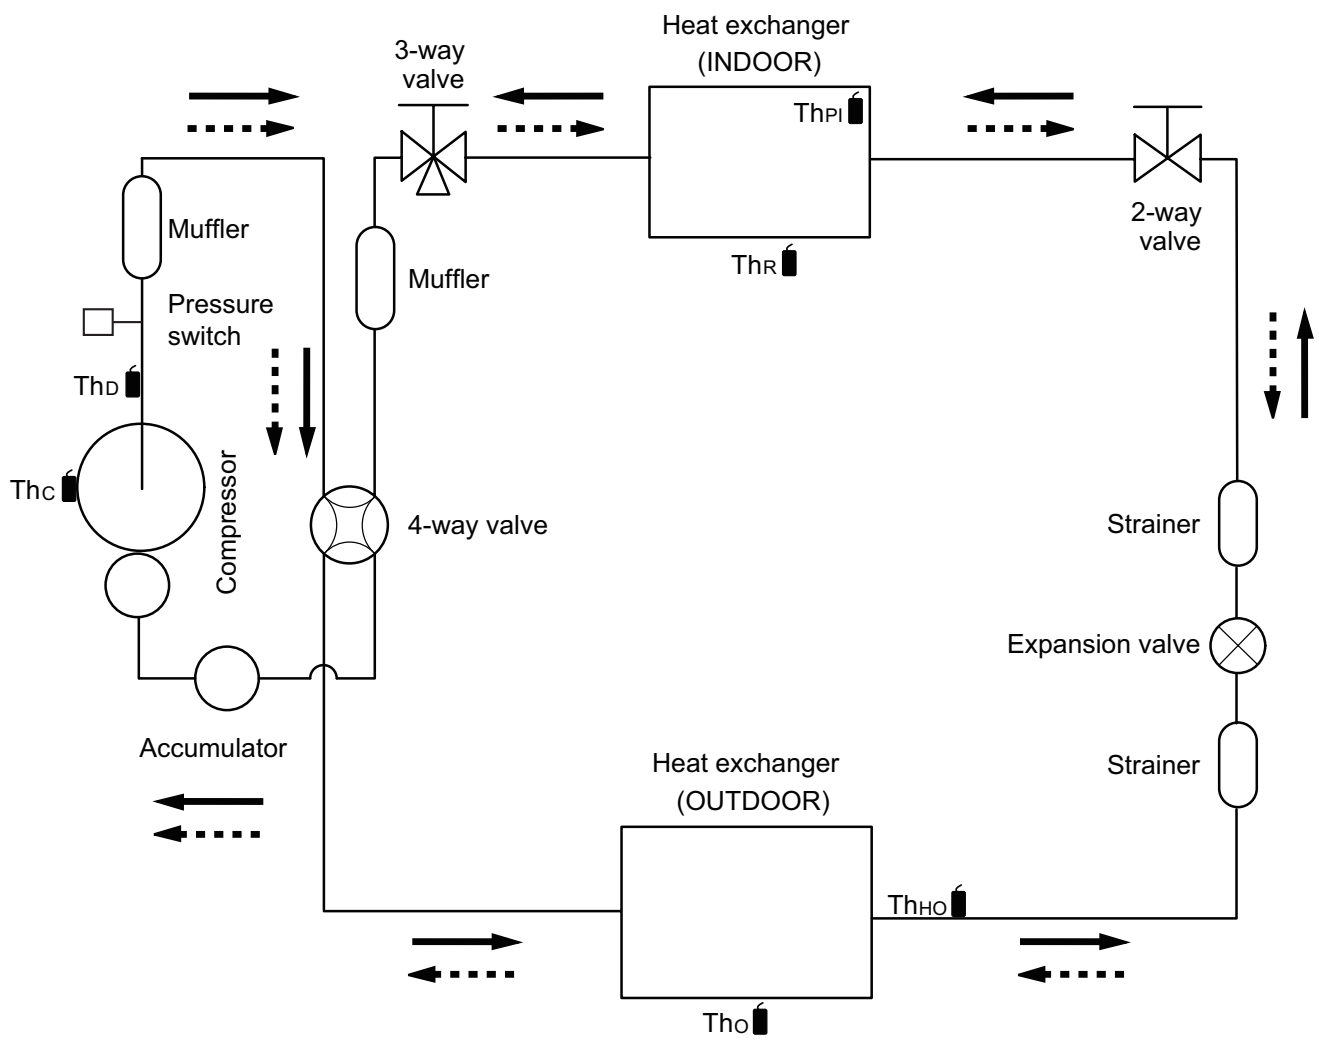 Heat exchanger
(INDOOR)
3-way
valve
ThPI
2-way
valve
Muffler
ThR
Muffler
Pressure
switch
ThD
ThC
Compressor
4-way valve
Strainer
Expansion valve
Accumulator
Strainer
Heat exchanger
(OUTDOOR)
ThHO
ThO